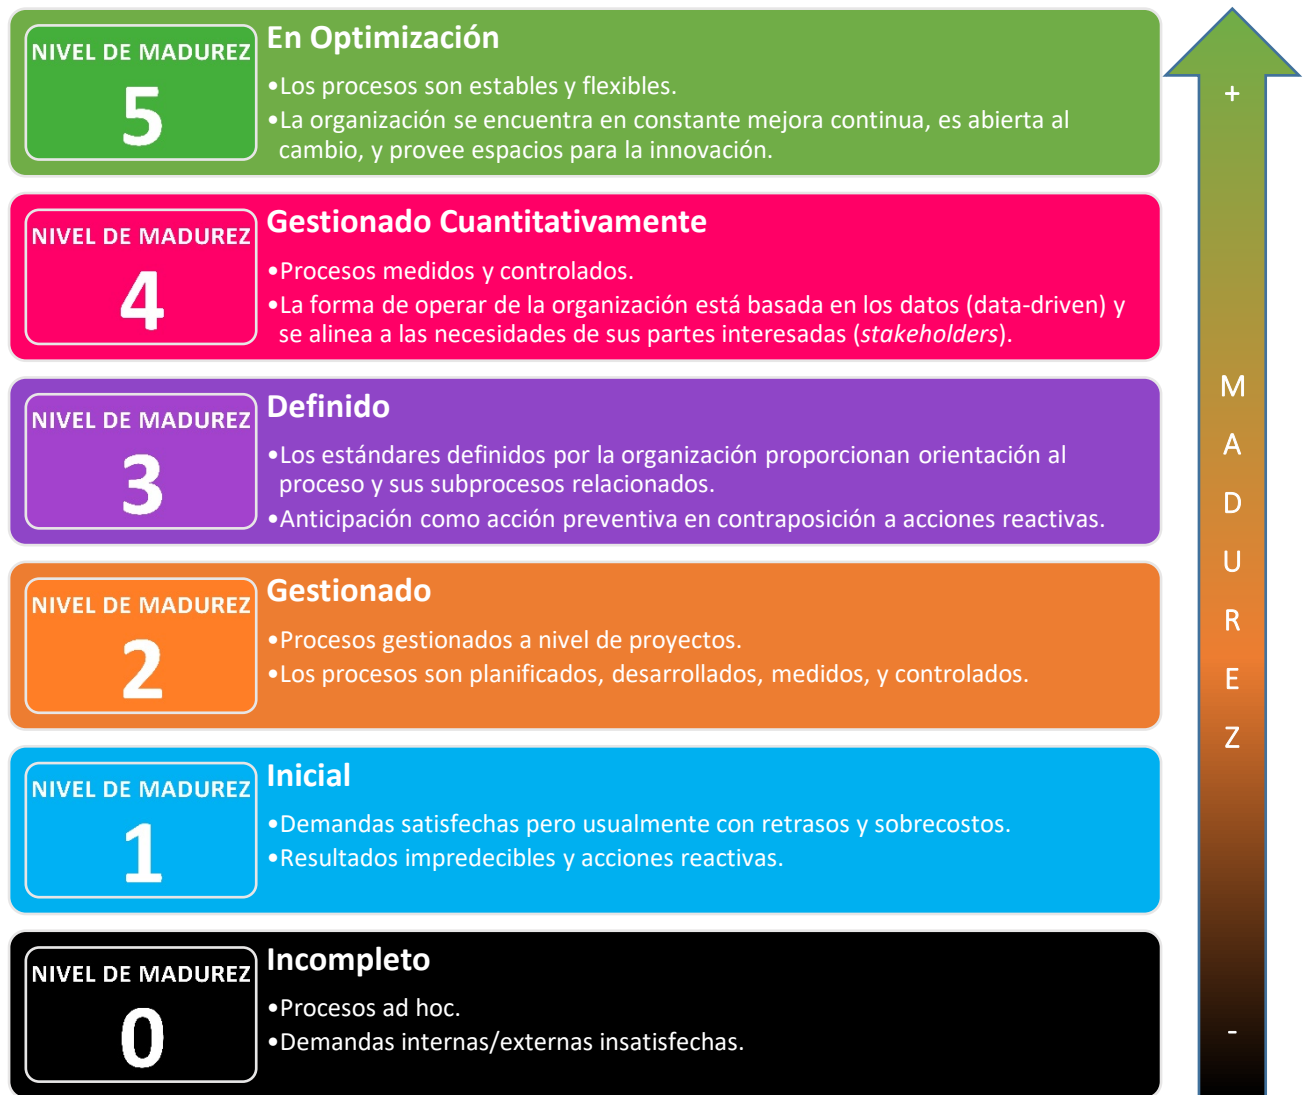 NIVEL DE MADUREZ
5
En Optimización
•Los procesos son estables y flexibles.
•La organización se encuentra en constante mejora continua, es abierta al
cambio, y provee espacios para la innovación.
NIVEL DE MADUREZ
4
Gestionado Cuantitativamente
•Procesos medidos y controlados.
•La forma de operar de la organización está basada en los datos (data-driven) y
se alinea a las necesidades de sus partes interesadas (stakeholders).
NIVEL DE MADUREZ
3
Definido
•Los estándares definidos por la organización proporcionan orientación al
proceso y sus subprocesos relacionados.
•Anticipación como acción preventiva en contraposición a acciones reactivas.
NIVEL DE MADUREZ
2
Gestionado
•Procesos gestionados a nivel de proyectos.
•Los procesos son planificados, desarrollados, medidos, y controlados.
NIVEL DE MADUREZ
1
Inicial
•Demandas satisfechas pero usualmente con retrasos y sobrecostos.
•Resultados impredecibles y acciones reactivas.
NIVEL DE MADUREZ
0
Incompleto
•Procesos ad hoc.
•Demandas internas/externas insatisfechas.
+
M
A
D
U
R
E
Z
-